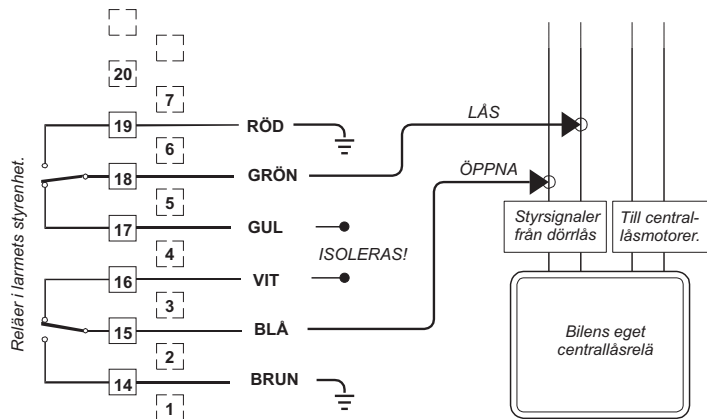 20
7
19
RÖD
LÅS
6
18
GRÖN
ÖPPNA
5
17
GUL
Styrsignaler
från dörrlås
Till central-
låsmotorer.
4
ISOLERAS!
16
VIT
3
15
BLÅ
Bilens eget
centrallåsrelä
2
14
BRUN
1
Reläer i larmets styrenhet.